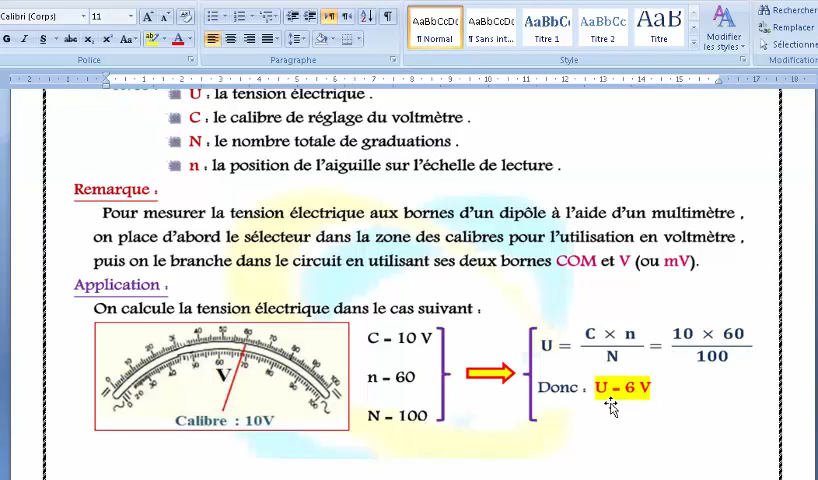 Calibri (Corps) 11
Rechercher
Remplacer
Sélectionne
AaBbCcDc AaBbCcDc AaBbCc AaBbCc AaB
¶ Normal ¶ Sans int... Titre 1 Titre 2 Titre
Modifier les styles
Police Paragraphe Style Modification
U : la tension électrique .
C : le calibre de réglage du voltmètre .
N : le nombre totale de graduations .
n : la position de l'aiguille sur l'échelle de lecture .
Remarque :
Pour mesurer la tension électrique aux bornes d'un dipôle à l'aide d'un multimètre ,
on place d'abord le sélecteur dans la zone des calibres pour l'utilisation en voltmètre ,
puis on le branche dans le circuit en utilisant ses deux bornes COM et V (ou mV).
Application :
On calcule la tension électrique dans le cas suivant :
V
Calibre : 10V
C = 10 V
n = 60
N = 100
U = C × n / N = 10 × 60 / 100
Donc : U = 6 V